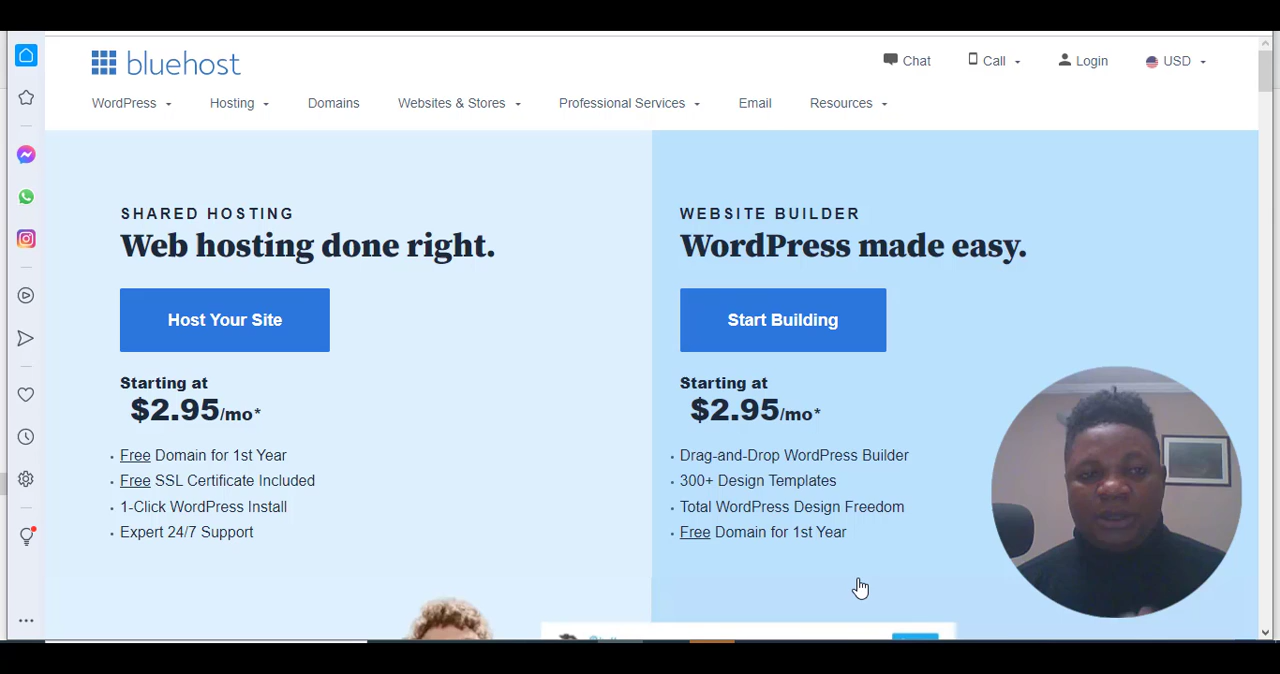 bluehost
Chat
Call
Login
USD
WordPress
Hosting
Domains
Websites & Stores
Professional Services
Email
Resources
SHARED HOSTING
Web hosting done right.
Host Your Site
Starting at
$2.95/mo*
· Free Domain for 1st Year
· Free SSL Certificate Included
· 1-Click WordPress Install
· Expert 24/7 Support
WEBSITE BUILDER
WordPress made easy.
Start Building
Starting at
$2.95/mo*
· Drag-and-Drop WordPress Builder
· 300+ Design Templates
· Total WordPress Design Freedom
· Free Domain for 1st Year